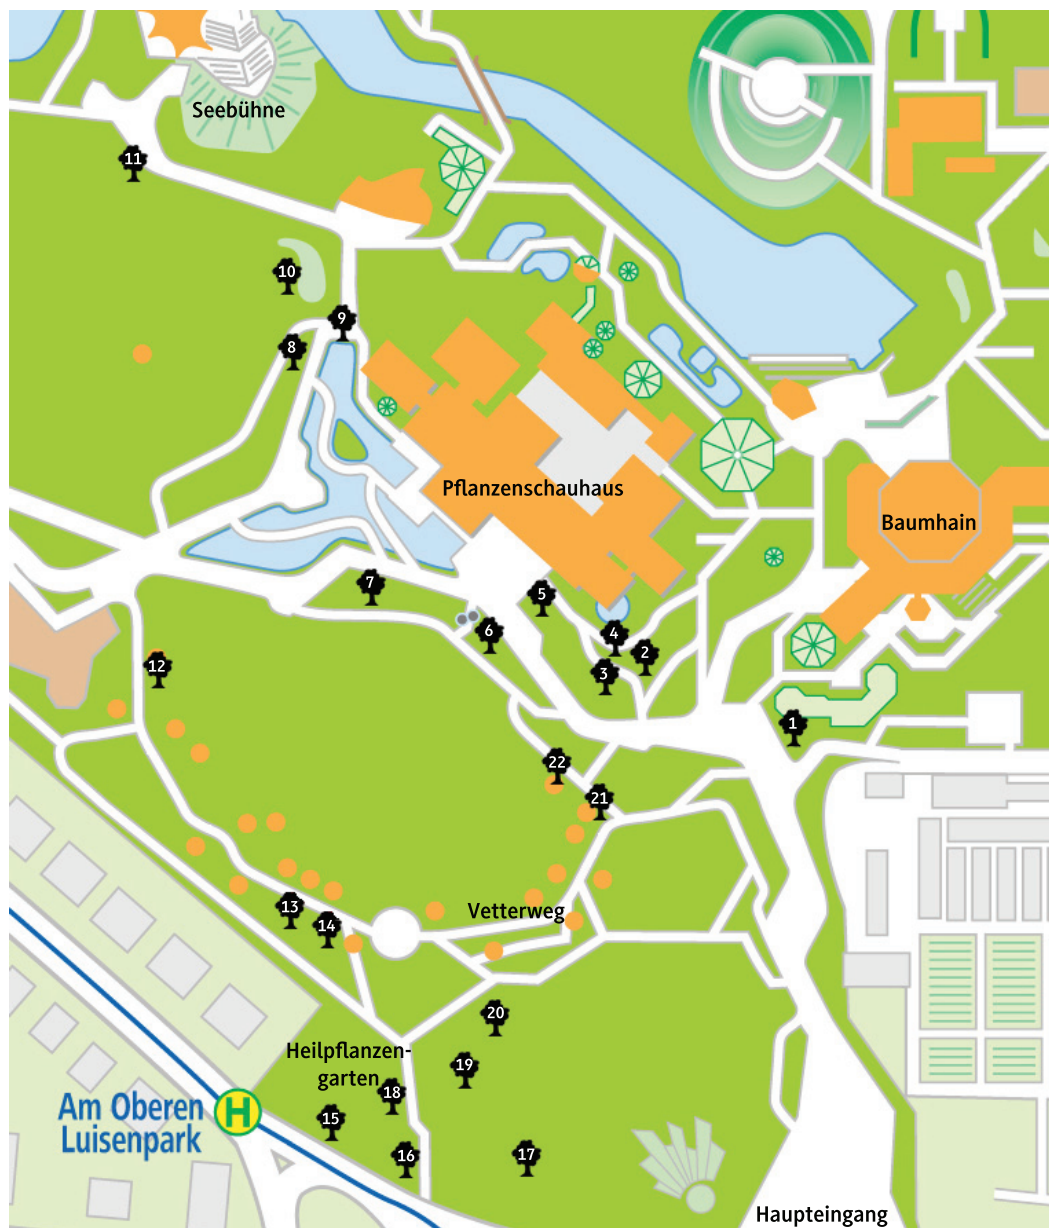 Seebühne
11
10
9
8
Pflanzenschauhaus
Baumhain
7
5
6
4
2
3
12
1
22
21
13
Vetterweg
14
20
Heilpflanzen-
garten
19
18
Am Oberen
Luisenpark
H
15
16
17
Haupteingang